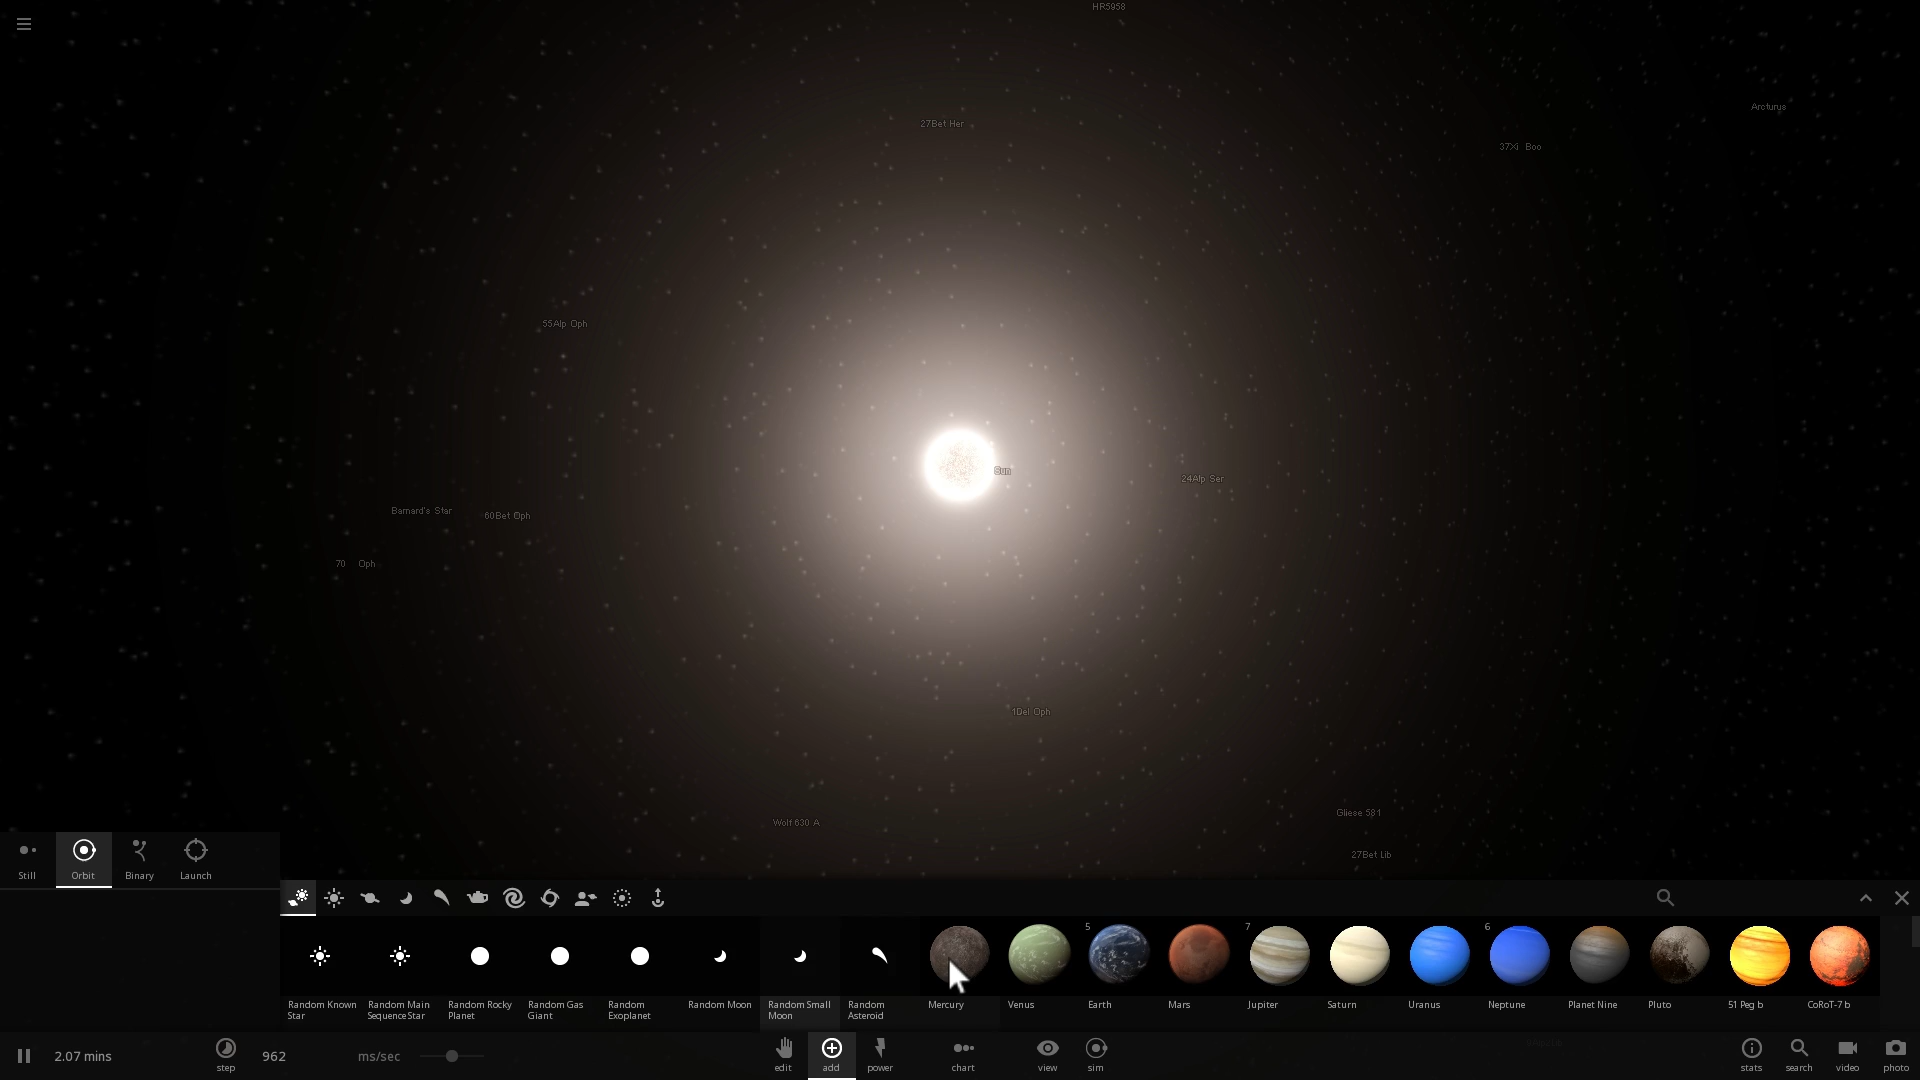 HR5958
Arcturus
27Bet Her
37Xi Boo
55Alp Oph
Sun
24Alp Ser
Barnard's Star
60Bet Oph
70 Oph
1Del Oph
Wolf 630 A
Gliese 581
27Bet Lib
Still
Orbit
Binary
Launch
5
7
6
Random Known
Star
Random Main
Sequence Star
Random Rocky
Planet
Random Gas
Giant
Random
Exoplanet
Random Moon
Random Small
Moon
Random
Asteroid
Mercury
Venus
Earth
Mars
Jupiter
Saturn
Uranus
Neptune
Planet Nine
Pluto
51 Peg b
CoRoT-7 b
2.07 mins
step
962
ms/sec
edit
add
power
chart
view
sim
stats
search
video
photo